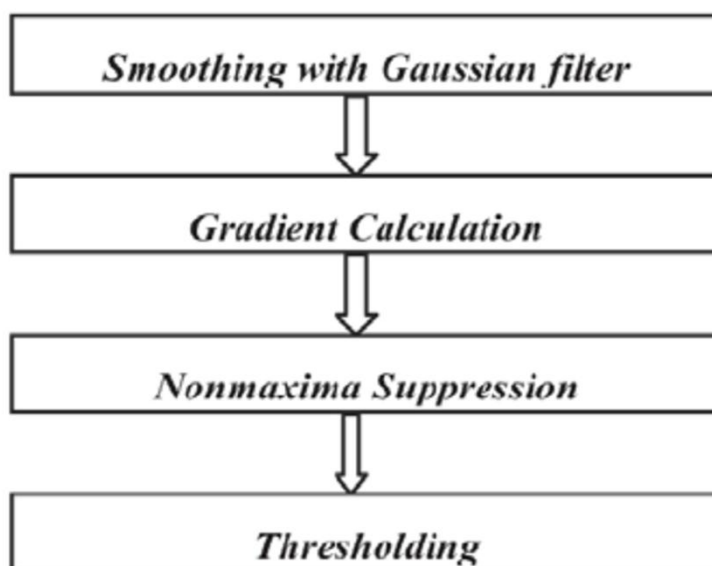 Smoothing with Gaussian filter
Gradient Calculation
Nonmaxima Suppression
Thresholding